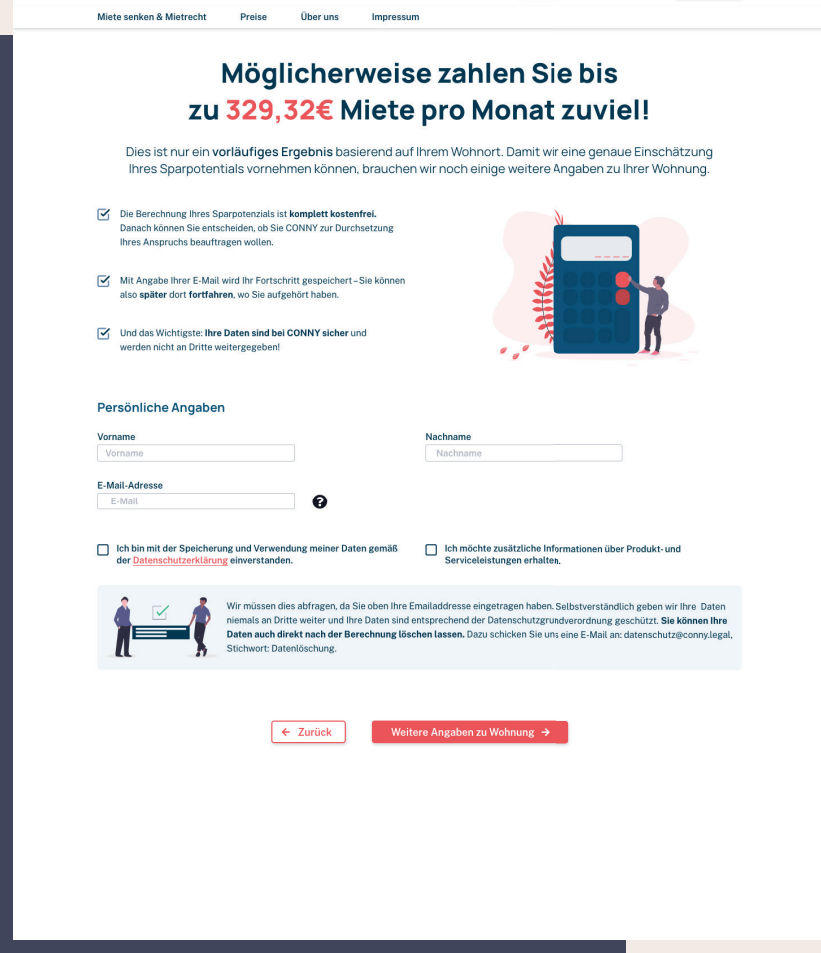 Miete senken & Mietrecht Preise Über uns Impressum
Möglicherweise zahlen Sie bis
zu 329,32€ Miete pro Monat zuviel!
Dies ist nur ein vorläufiges Ergebnis basierend auf Ihrem Wohnort. Damit wir eine genaue Einschätzung
Ihres Sparpotentials vornehmen können, brauchen wir noch einige weitere Angaben zu Ihrer Wohnung.
Die Berechnung Ihres Sparpotenzials ist komplett kostenfrei.
Danach können Sie entscheiden, ob Sie CONNY zur Durchsetzung
Ihres Anspruchs beauftragen wollen.
Mit Angabe Ihrer E-Mail wird Ihr Fortschritt gespeichert – Sie können
also später dort fortfahren, wo Sie aufgehört haben.
Und das Wichtigste: Ihre Daten sind bei CONNY sicher und
werden nicht an Dritte weitergegeben!
Persönliche Angaben
Vorname
Vorname
Nachname
Nachname
E-Mail-Adresse
E-Mail
?
Ich bin mit der Speicherung und Verwendung meiner Daten gemäß
der Datenschutzerklärung einverstanden.
Ich möchte zusätzliche Informationen über Produkt- und
Serviceleistungen erhalten.
Wir müssen dies abfragen, da Sie oben Ihre Emailaddresse eingetragen haben. Selbstverständlich geben wir Ihre Daten
niemals an Dritte weiter und Ihre Daten sind entsprechend der Datenschutzgrundverordnung geschützt. Sie können Ihre
Daten auch direkt nach der Berechnung löschen lassen. Dazu schicken Sie uns eine E-Mail an: datenschutz@conny.legal,
Stichwort: Datenlöschung.
← Zurück
Weitere Angaben zu Wohnung →